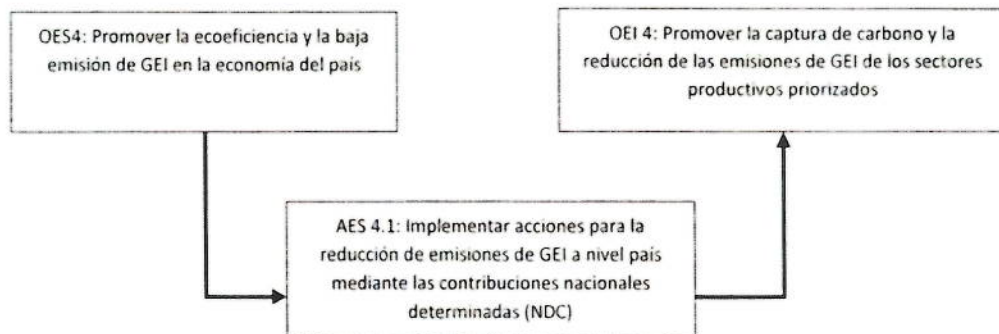 OES4: Promover la ecoeficiencia y la baja
emisión de GEI en la economía del país
OEI 4: Promover la captura de carbono y la
reducción de las emisiones de GEI de los sectores
productivos priorizados
AES 4.1: Implementar acciones para la
reducción de emisiones de GEI a nivel país
mediante las contribuciones nacionales
determinadas (NDC)